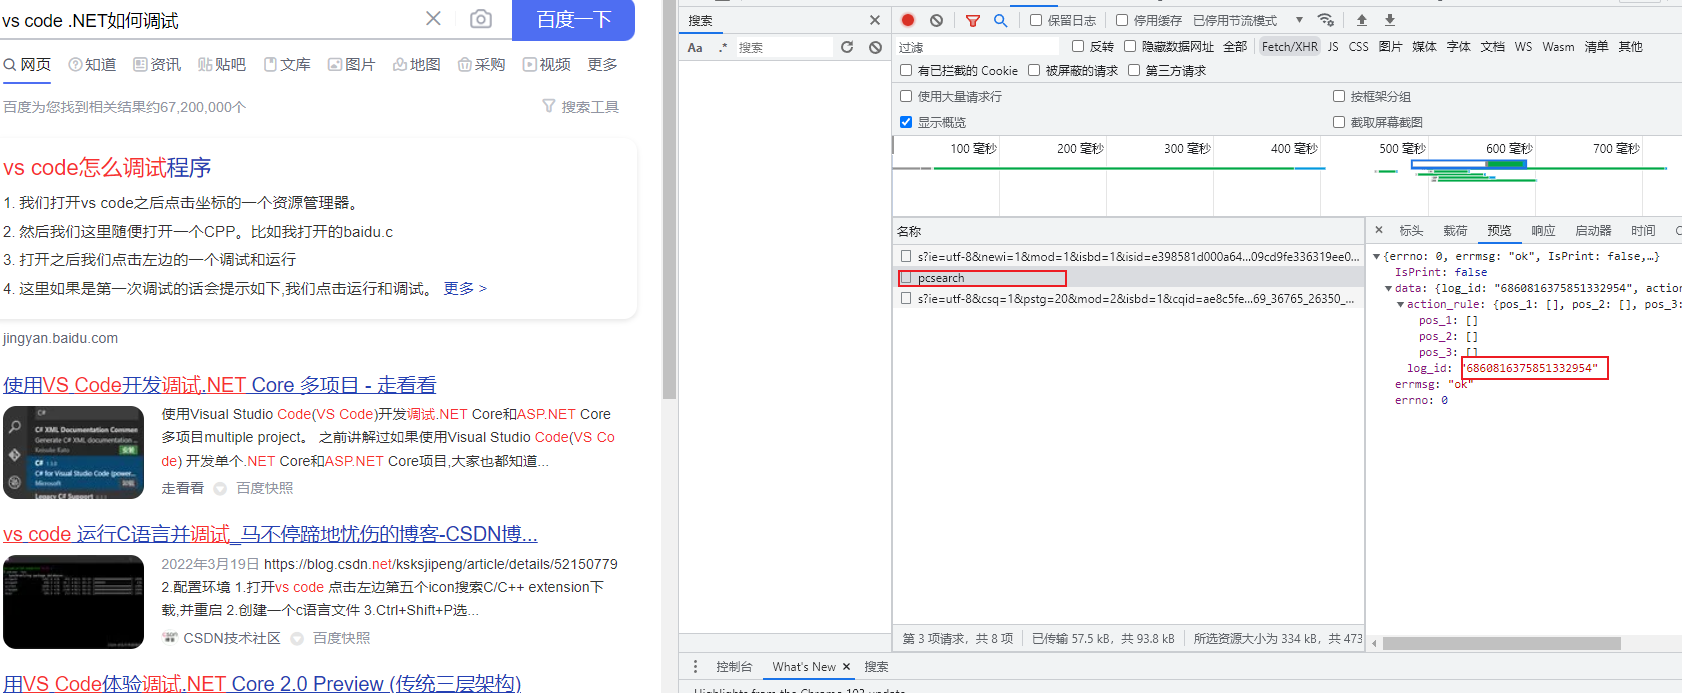 vs code .NET如何调试
百度一下
网页 知道 资讯 贴吧 文库 图片 地图 采购 视频 更多
百度为您找到相关结果约67,200,000个
搜索工具
vs code怎么调试程序
1. 我们打开vs code之后点击坐标的一个资源管理器。
2. 然后我们这里随便打开一个CPP。比如我打开的baidu.c
3. 打开之后我们点击左边的一个调试和运行
4. 这里如果是第一次调试的话会提示如下,我们点击运行和调试。 更多 >
jingyan.baidu.com
使用VS Code开发调试.NET Core 多项目 - 走看看
C#
C# XML Documentation Commen
Generate C# XML documentation ...
Keisuke Kato 安装
C# 1.3.0
C# for Visual Studio Code (power...
Microsoft 卸载
Legacy C# Support
使用Visual Studio Code(VS Code)开发调试.NET Core和ASP.NET Core
多项目multiple project。 之前讲解过如果使用Visual Studio Code(VS Co
de) 开发单个.NET Core和ASP.NET Core项目,大家也都知道...
走看看 百度快照
vs code 运行C语言并调试_马不停蹄地忧伤的博客-CSDN博...
2022年3月19日 https://blog.csdn.net/ksksjipeng/article/details/52150779
2.配置环境 1.打开vs code 点击左边第五个icon搜索C/C++ extension下
载,并重启 2.创建一个c语言文件 3.Ctrl+Shift+P选...
CSDN技术社区 百度快照
用VS Code体验调试.NET Core 2.0 Preview (传统三层架构)
搜索
Aa .* 搜索
保留日志 停用缓存 已停用节流模式
过滤 反转 隐藏数据网址 全部 Fetch/XHR JS CSS 图片 媒体 字体 文档 WS Wasm 清单 其他
有已拦截的 Cookie 被屏蔽的请求 第三方请求
使用大量请求行 按框架分组
显示概览 截取屏幕截图
100 毫秒 200 毫秒 300 毫秒 400 毫秒 500 毫秒 600 毫秒 700 毫秒
名称
s?ie=utf-8&newi=1&mod=1&isbd=1&isid=e398581d000a64...09cd9fe336319ee0...
pcsearch
s?ie=utf-8&csq=1&pstg=20&mod=2&isbd=1&cqid=ae8c5fe...69_36765_26350_...
标头 载荷 预览 响应 启动器 时间 C
{errno: 0, errmsg: "ok", IsPrint: false,…}
IsPrint: false
data: {log_id: "6860816375851332954", actio
action_rule: {pos_1: [], pos_2: [], pos_3:
pos_1: []
pos_2: []
pos_3: []
log_id: "6860816375851332954"
errmsg: "ok"
errno: 0
第 3 项请求，共 8 项 已传输 57.5 kB，共 93.8 kB 所选资源大小为 334 kB，共 473
控制台 What's New 搜索
Highlights from the Chrome 103 update